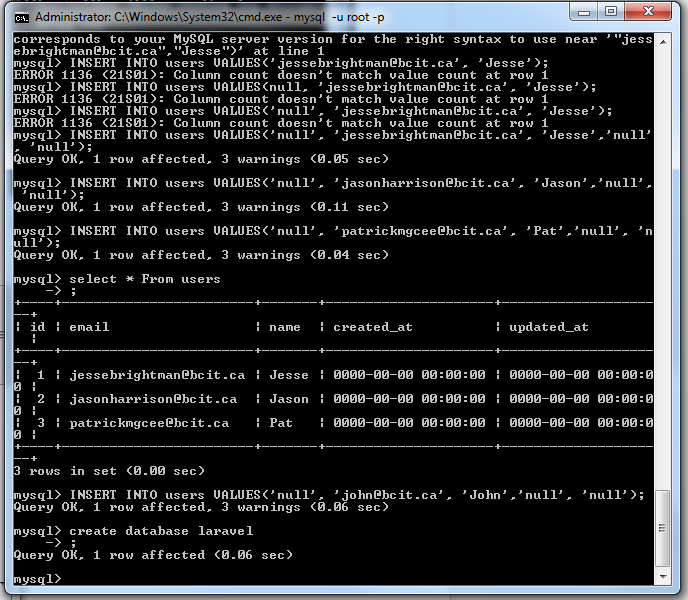 Administrator: C:\Windows\System32\cmd.exe - mysql  -u root -p
corresponds to your MySQL server version for the right syntax to use near '"jess
ebrightman@bcit.ca","Jesse")' at line 1
mysql> INSERT INTO users VALUES('jessebrightman@bcit.ca', 'Jesse');
ERROR 1136 (21S01): Column count doesn't match value count at row 1
mysql> INSERT INTO users VALUES(null, 'jessebrightman@bcit.ca', 'Jesse');
ERROR 1136 (21S01): Column count doesn't match value count at row 1
mysql> INSERT INTO users VALUES('null', 'jessebrightman@bcit.ca', 'Jesse');
ERROR 1136 (21S01): Column count doesn't match value count at row 1
mysql> INSERT INTO users VALUES('null', 'jessebrightman@bcit.ca', 'Jesse','null'
, 'null');
Query OK, 1 row affected, 3 warnings (0.05 sec)
mysql> INSERT INTO users VALUES('null', 'jasonharrison@bcit.ca', 'Jason','null',
 'null');
Query OK, 1 row affected, 3 warnings (0.11 sec)
mysql> INSERT INTO users VALUES('null', 'patrickmgcee@bcit.ca', 'Pat','null', 'n
ull');
Query OK, 1 row affected, 3 warnings (0.04 sec)
mysql> select * From users
    -> ;
+----+------------------------+-------+---------------------+-------------------
--+
| id | email                  | name  | created_at          | updated_at
  |
+----+------------------------+-------+---------------------+-------------------
--+
|  1 | jessebrightman@bcit.ca | Jesse | 0000-00-00 00:00:00 | 0000-00-00 00:00:0
0 |
|  2 | jasonharrison@bcit.ca  | Jason | 0000-00-00 00:00:00 | 0000-00-00 00:00:0
0 |
|  3 | patrickmgcee@bcit.ca   | Pat   | 0000-00-00 00:00:00 | 0000-00-00 00:00:0
0 |
+----+------------------------+-------+---------------------+-------------------
--+
3 rows in set (0.00 sec)
mysql> INSERT INTO users VALUES('null', 'john@bcit.ca', 'John','null', 'null');
Query OK, 1 row affected, 3 warnings (0.06 sec)
mysql> create database laravel
    -> ;
Query OK, 1 row affected (0.06 sec)
mysql>